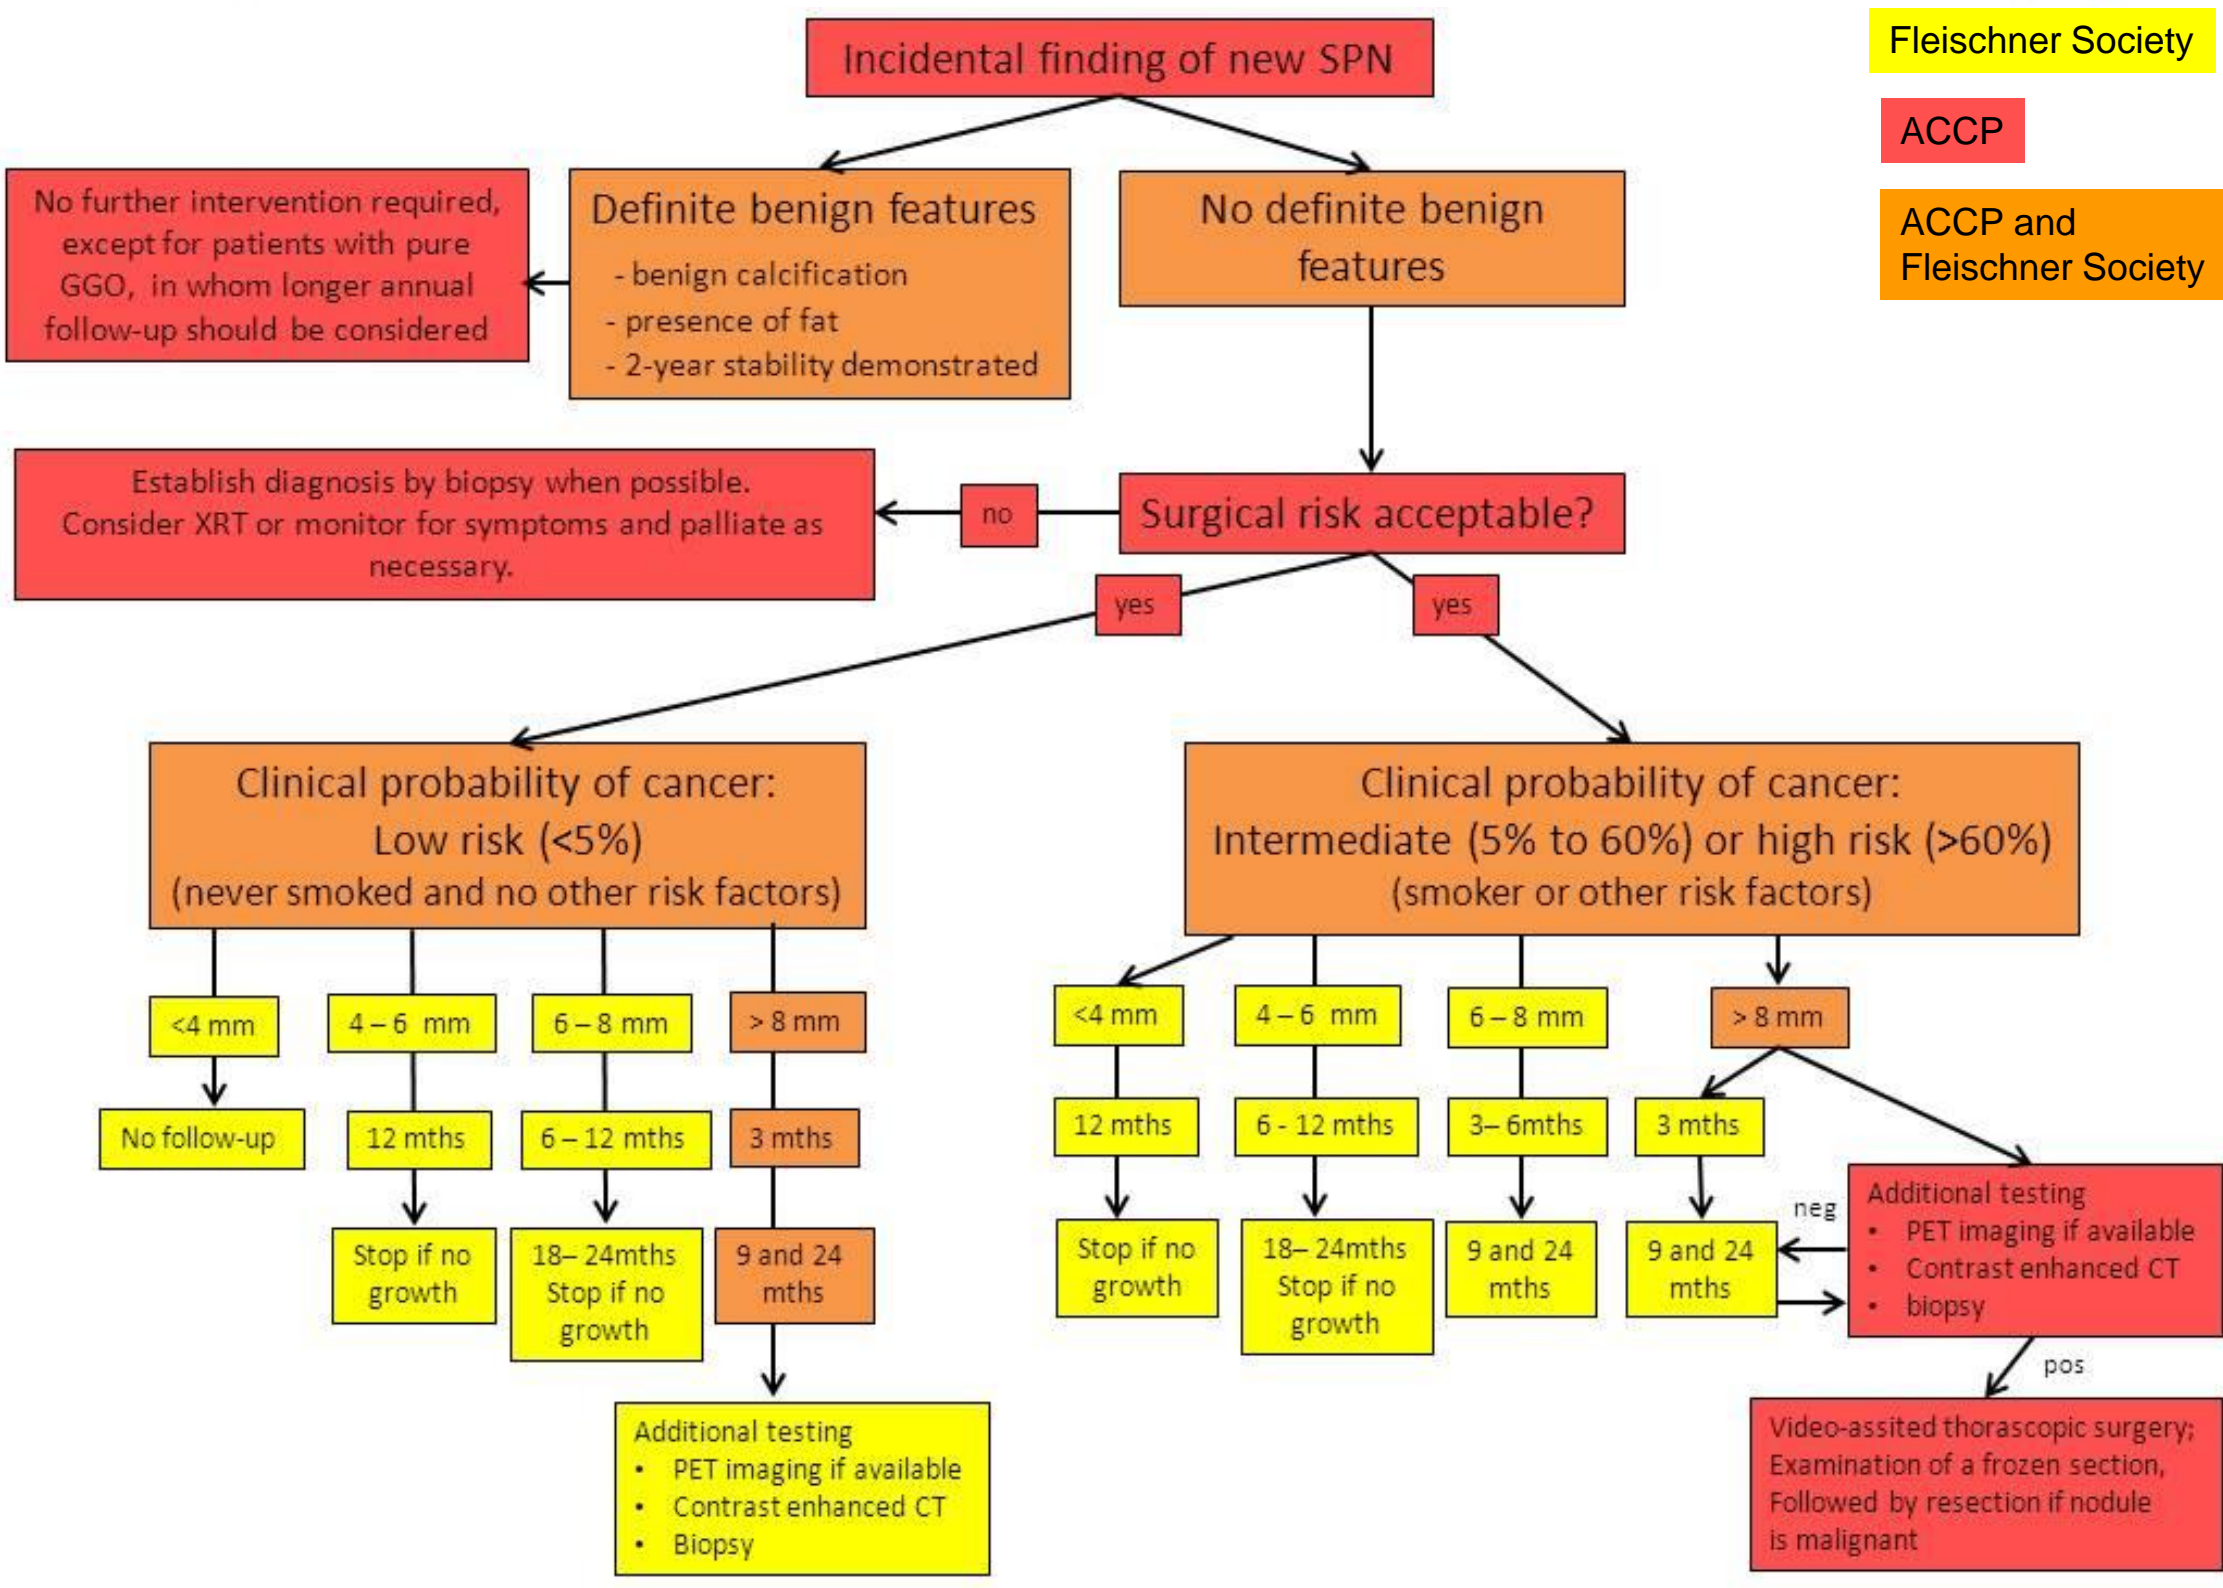 Incidental finding of new SPN
Fleischner Society
ACCP
ACCP and
Fleischner Society
No further intervention required,
except for patients with pure
GGO, in whom longer annual
follow-up should be considered
Definite benign features
- benign calcification
- presence of fat
- 2-year stability demonstrated
No definite benign
features
Establish diagnosis by biopsy when possible.
Consider XRT or monitor for symptoms and palliate as
necessary.
no
Surgical risk acceptable?
yes
yes
Clinical probability of cancer:
Low risk (<5%)
(never smoked and no other risk factors)
Clinical probability of cancer:
Intermediate (5% to 60%) or high risk (>60%)
(smoker or other risk factors)
<4 mm
4 – 6 mm
6 – 8 mm
> 8 mm
No follow-up
12 mths
6 – 12 mths
3 mths
Stop if no
growth
18– 24mths
Stop if no
growth
9 and 24
mths
Additional testing
• PET imaging if available
• Contrast enhanced CT
• Biopsy
<4 mm
4 – 6 mm
6 – 8 mm
> 8 mm
12 mths
6 - 12 mths
3– 6mths
3 mths
Stop if no
growth
18– 24mths
Stop if no
growth
9 and 24
mths
9 and 24
mths
neg
Additional testing
• PET imaging if available
• Contrast enhanced CT
• biopsy
pos
Video-assited thorascopic surgery;
Examination of a frozen section,
Followed by resection if nodule
is malignant